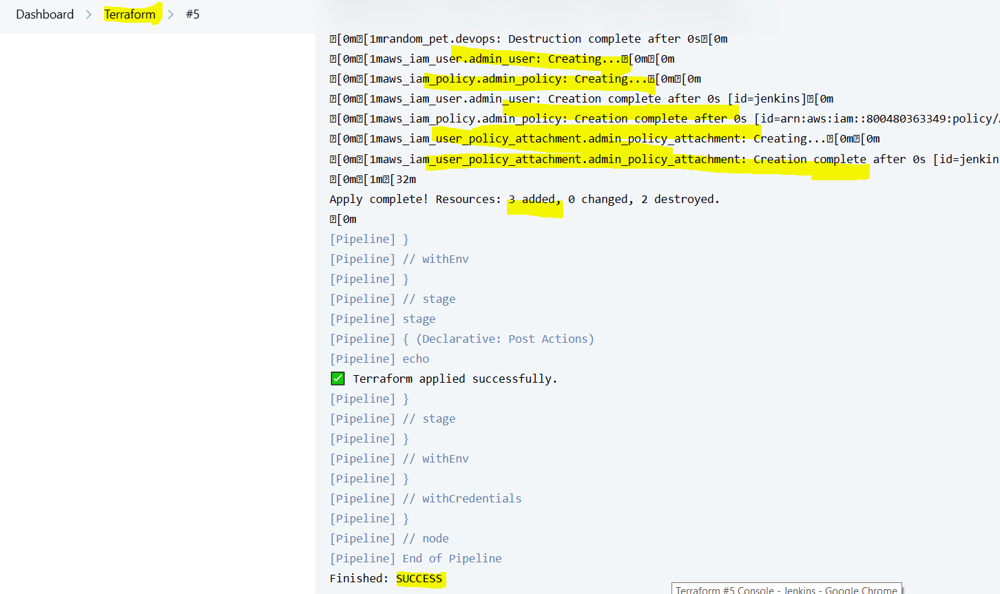 Dashboard > Terraform > #5
[0m[1mrandom_pet.devops: Destruction complete after 0s[0m
[0m[1maws_iam_user.admin_user: Creating...[0m[0m
[0m[1maws_iam_policy.admin_policy: Creating...[0m[0m
[0m[1maws_iam_user.admin_user: Creation complete after 0s [id=jenkins][0m
[0m[1maws_iam_policy.admin_policy: Creation complete after 0s [id=arn:aws:iam::800480363349:policy/
[0m[1maws_iam_user_policy_attachment.admin_policy_attachment: Creating...[0m[0m
[0m[1maws_iam_user_policy_attachment.admin_policy_attachment: Creation complete after 0s [id=jenkin
[0m[1m[32m
Apply complete! Resources: 3 added, 0 changed, 2 destroyed.
[0m
[Pipeline] }
[Pipeline] // withEnv
[Pipeline] }
[Pipeline] // stage
[Pipeline] stage
[Pipeline] { (Declarative: Post Actions)
[Pipeline] echo
✅ Terraform applied successfully.
[Pipeline] }
[Pipeline] // stage
[Pipeline] }
[Pipeline] // withEnv
[Pipeline] }
[Pipeline] // withCredentials
[Pipeline] }
[Pipeline] // node
[Pipeline] End of Pipeline
Finished: SUCCESS
Terraform #5 Console - Jenkins - Google Chrome